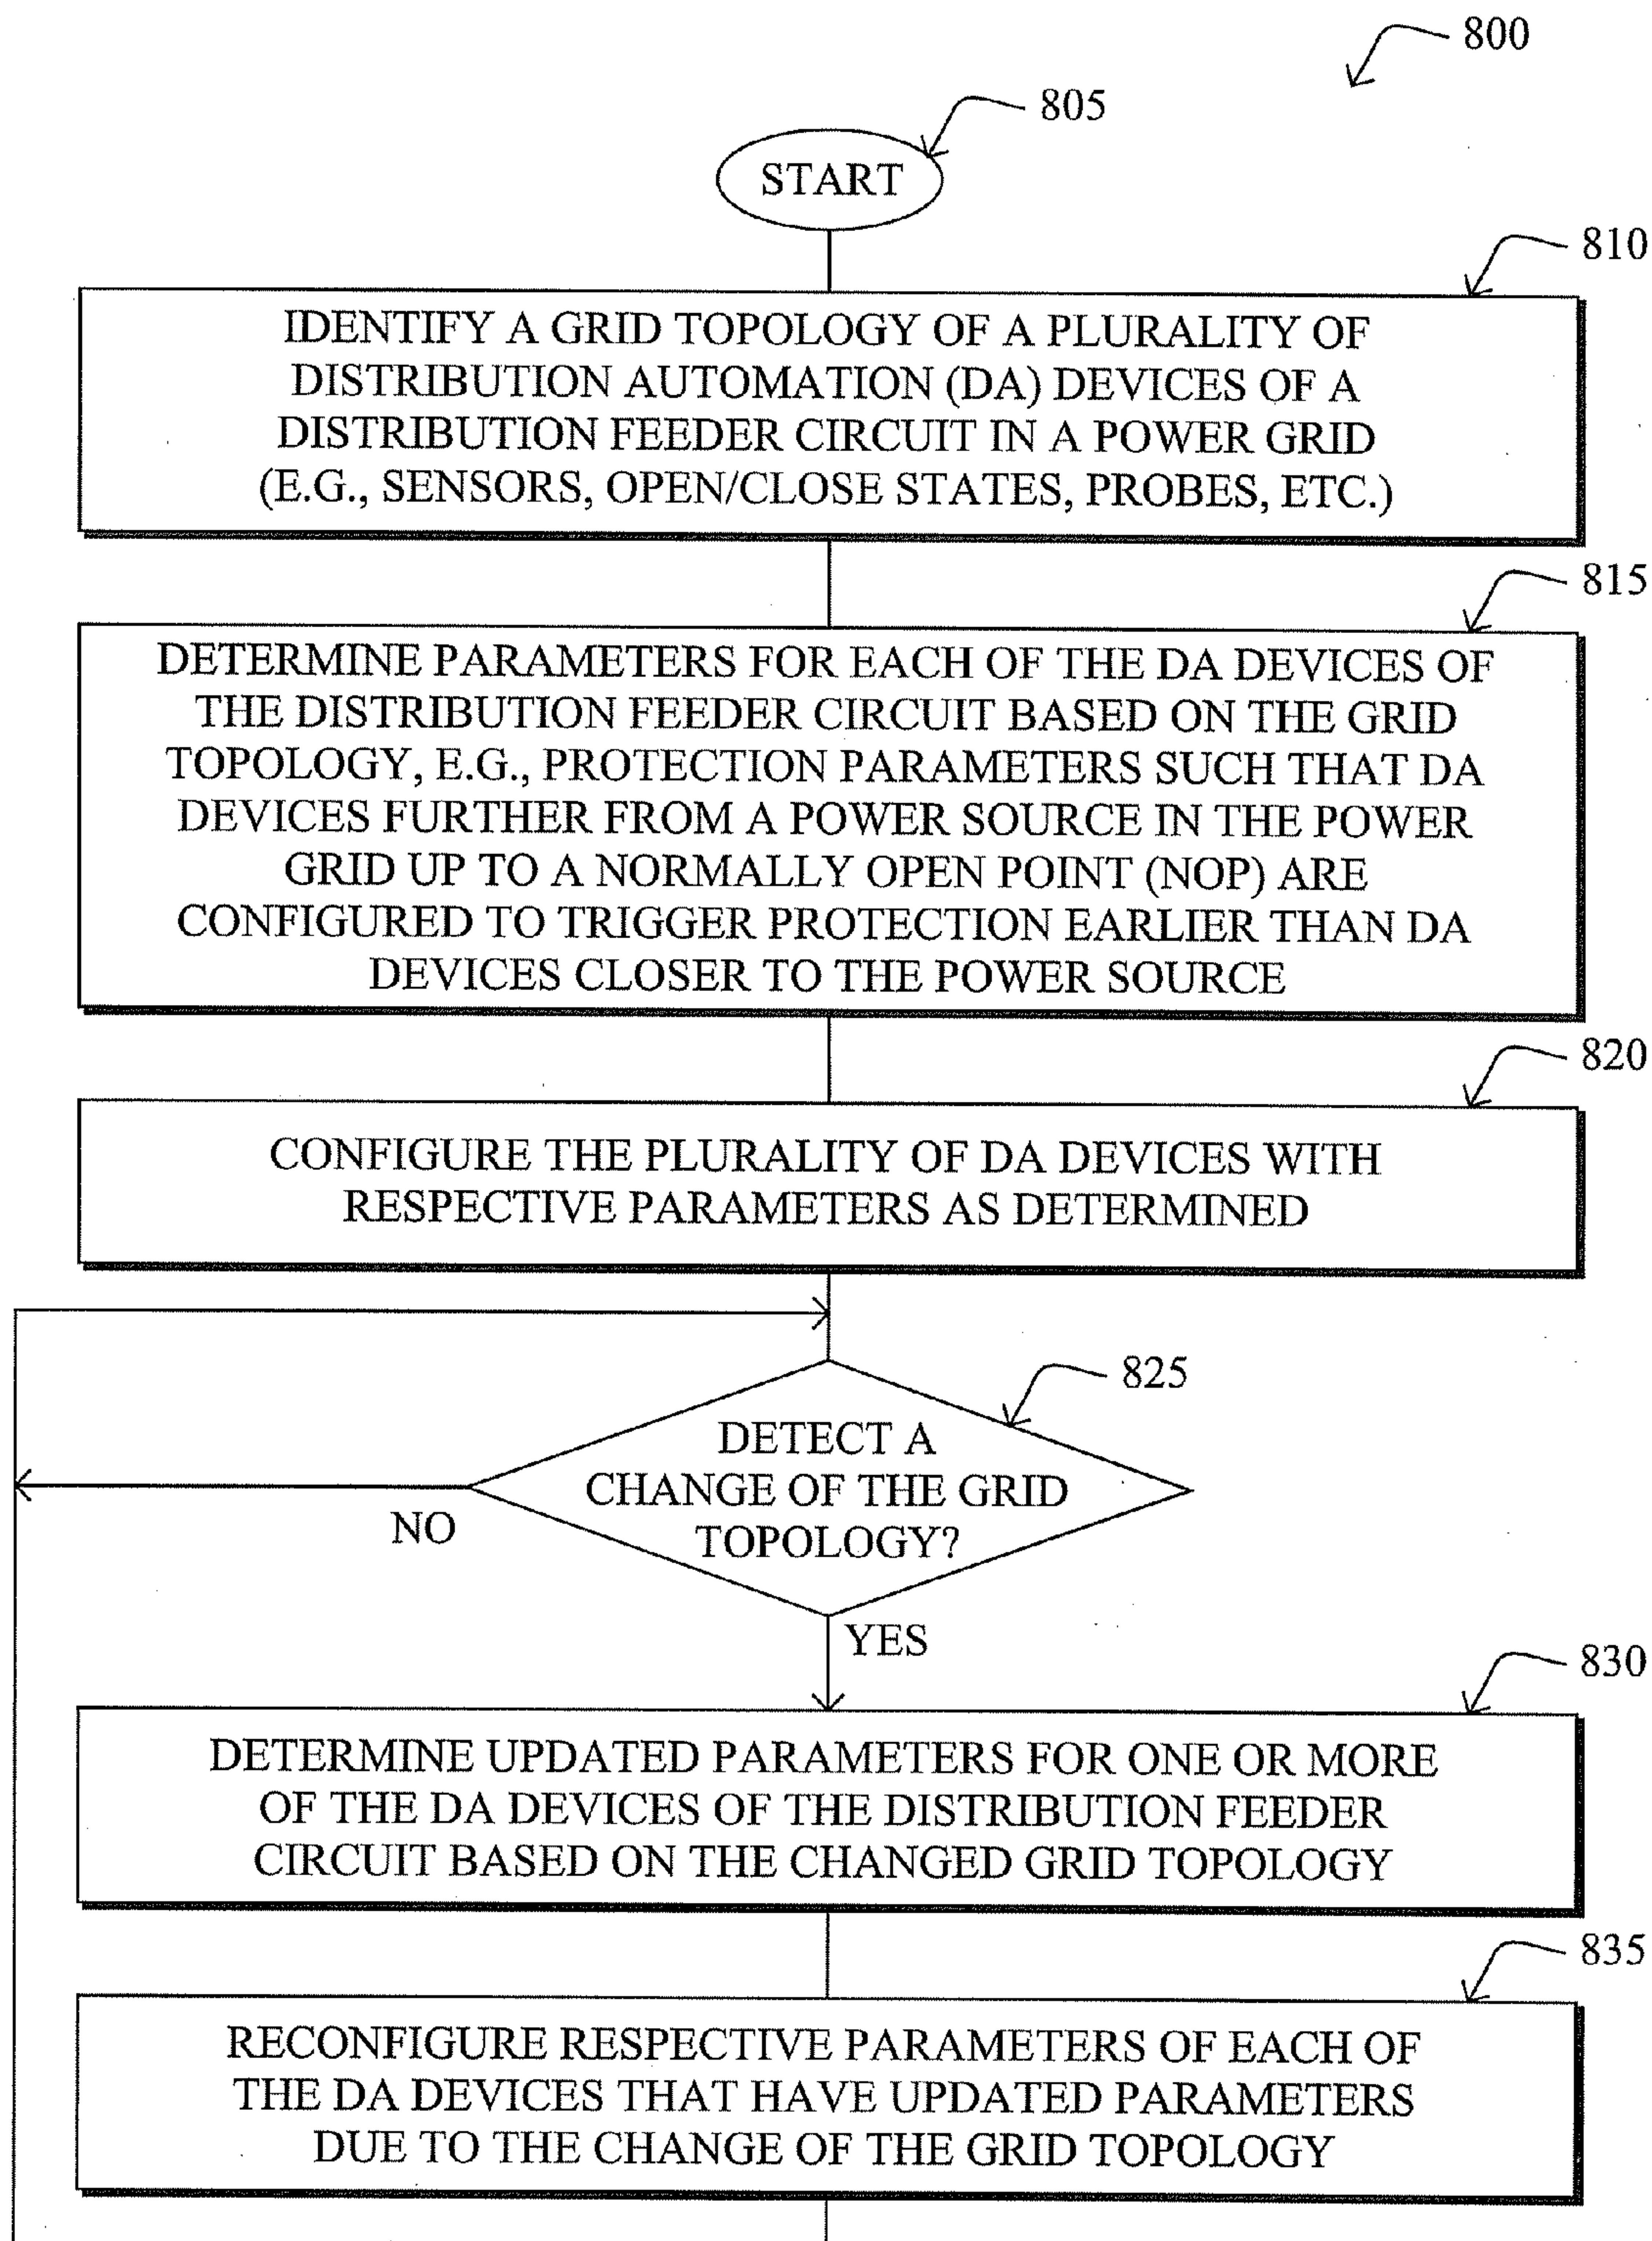 800
805
START
810
IDENTIFY A GRID TOPOLOGY OF A PLURALITY OF
DISTRIBUTION AUTOMATION (DA) DEVICES OF A
DISTRIBUTION FEEDER CIRCUIT IN A POWER GRID
(E.G., SENSORS, OPEN/CLOSE STATES, PROBES, ETC.)
815
DETERMINE PARAMETERS FOR EACH OF THE DA DEVICES OF
THE DISTRIBUTION FEEDER CIRCUIT BASED ON THE GRID
TOPOLOGY, E.G., PROTECTION PARAMETERS SUCH THAT DA
DEVICES FURTHER FROM A POWER SOURCE IN THE POWER
GRID UP TO A NORMALLY OPEN POINT (NOP) ARE
CONFIGURED TO TRIGGER PROTECTION EARLIER THAN DA
DEVICES CLOSER TO THE POWER SOURCE
820
CONFIGURE THE PLURALITY OF DA DEVICES WITH
RESPECTIVE PARAMETERS AS DETERMINED
825
DETECT A
CHANGE OF THE GRID
TOPOLOGY?
NO
YES
830
DETERMINE UPDATED PARAMETERS FOR ONE OR MORE
OF THE DA DEVICES OF THE DISTRIBUTION FEEDER
CIRCUIT BASED ON THE CHANGED GRID TOPOLOGY
835
RECONFIGURE RESPECTIVE PARAMETERS OF EACH OF
THE DA DEVICES THAT HAVE UPDATED PARAMETERS
DUE TO THE CHANGE OF THE GRID TOPOLOGY